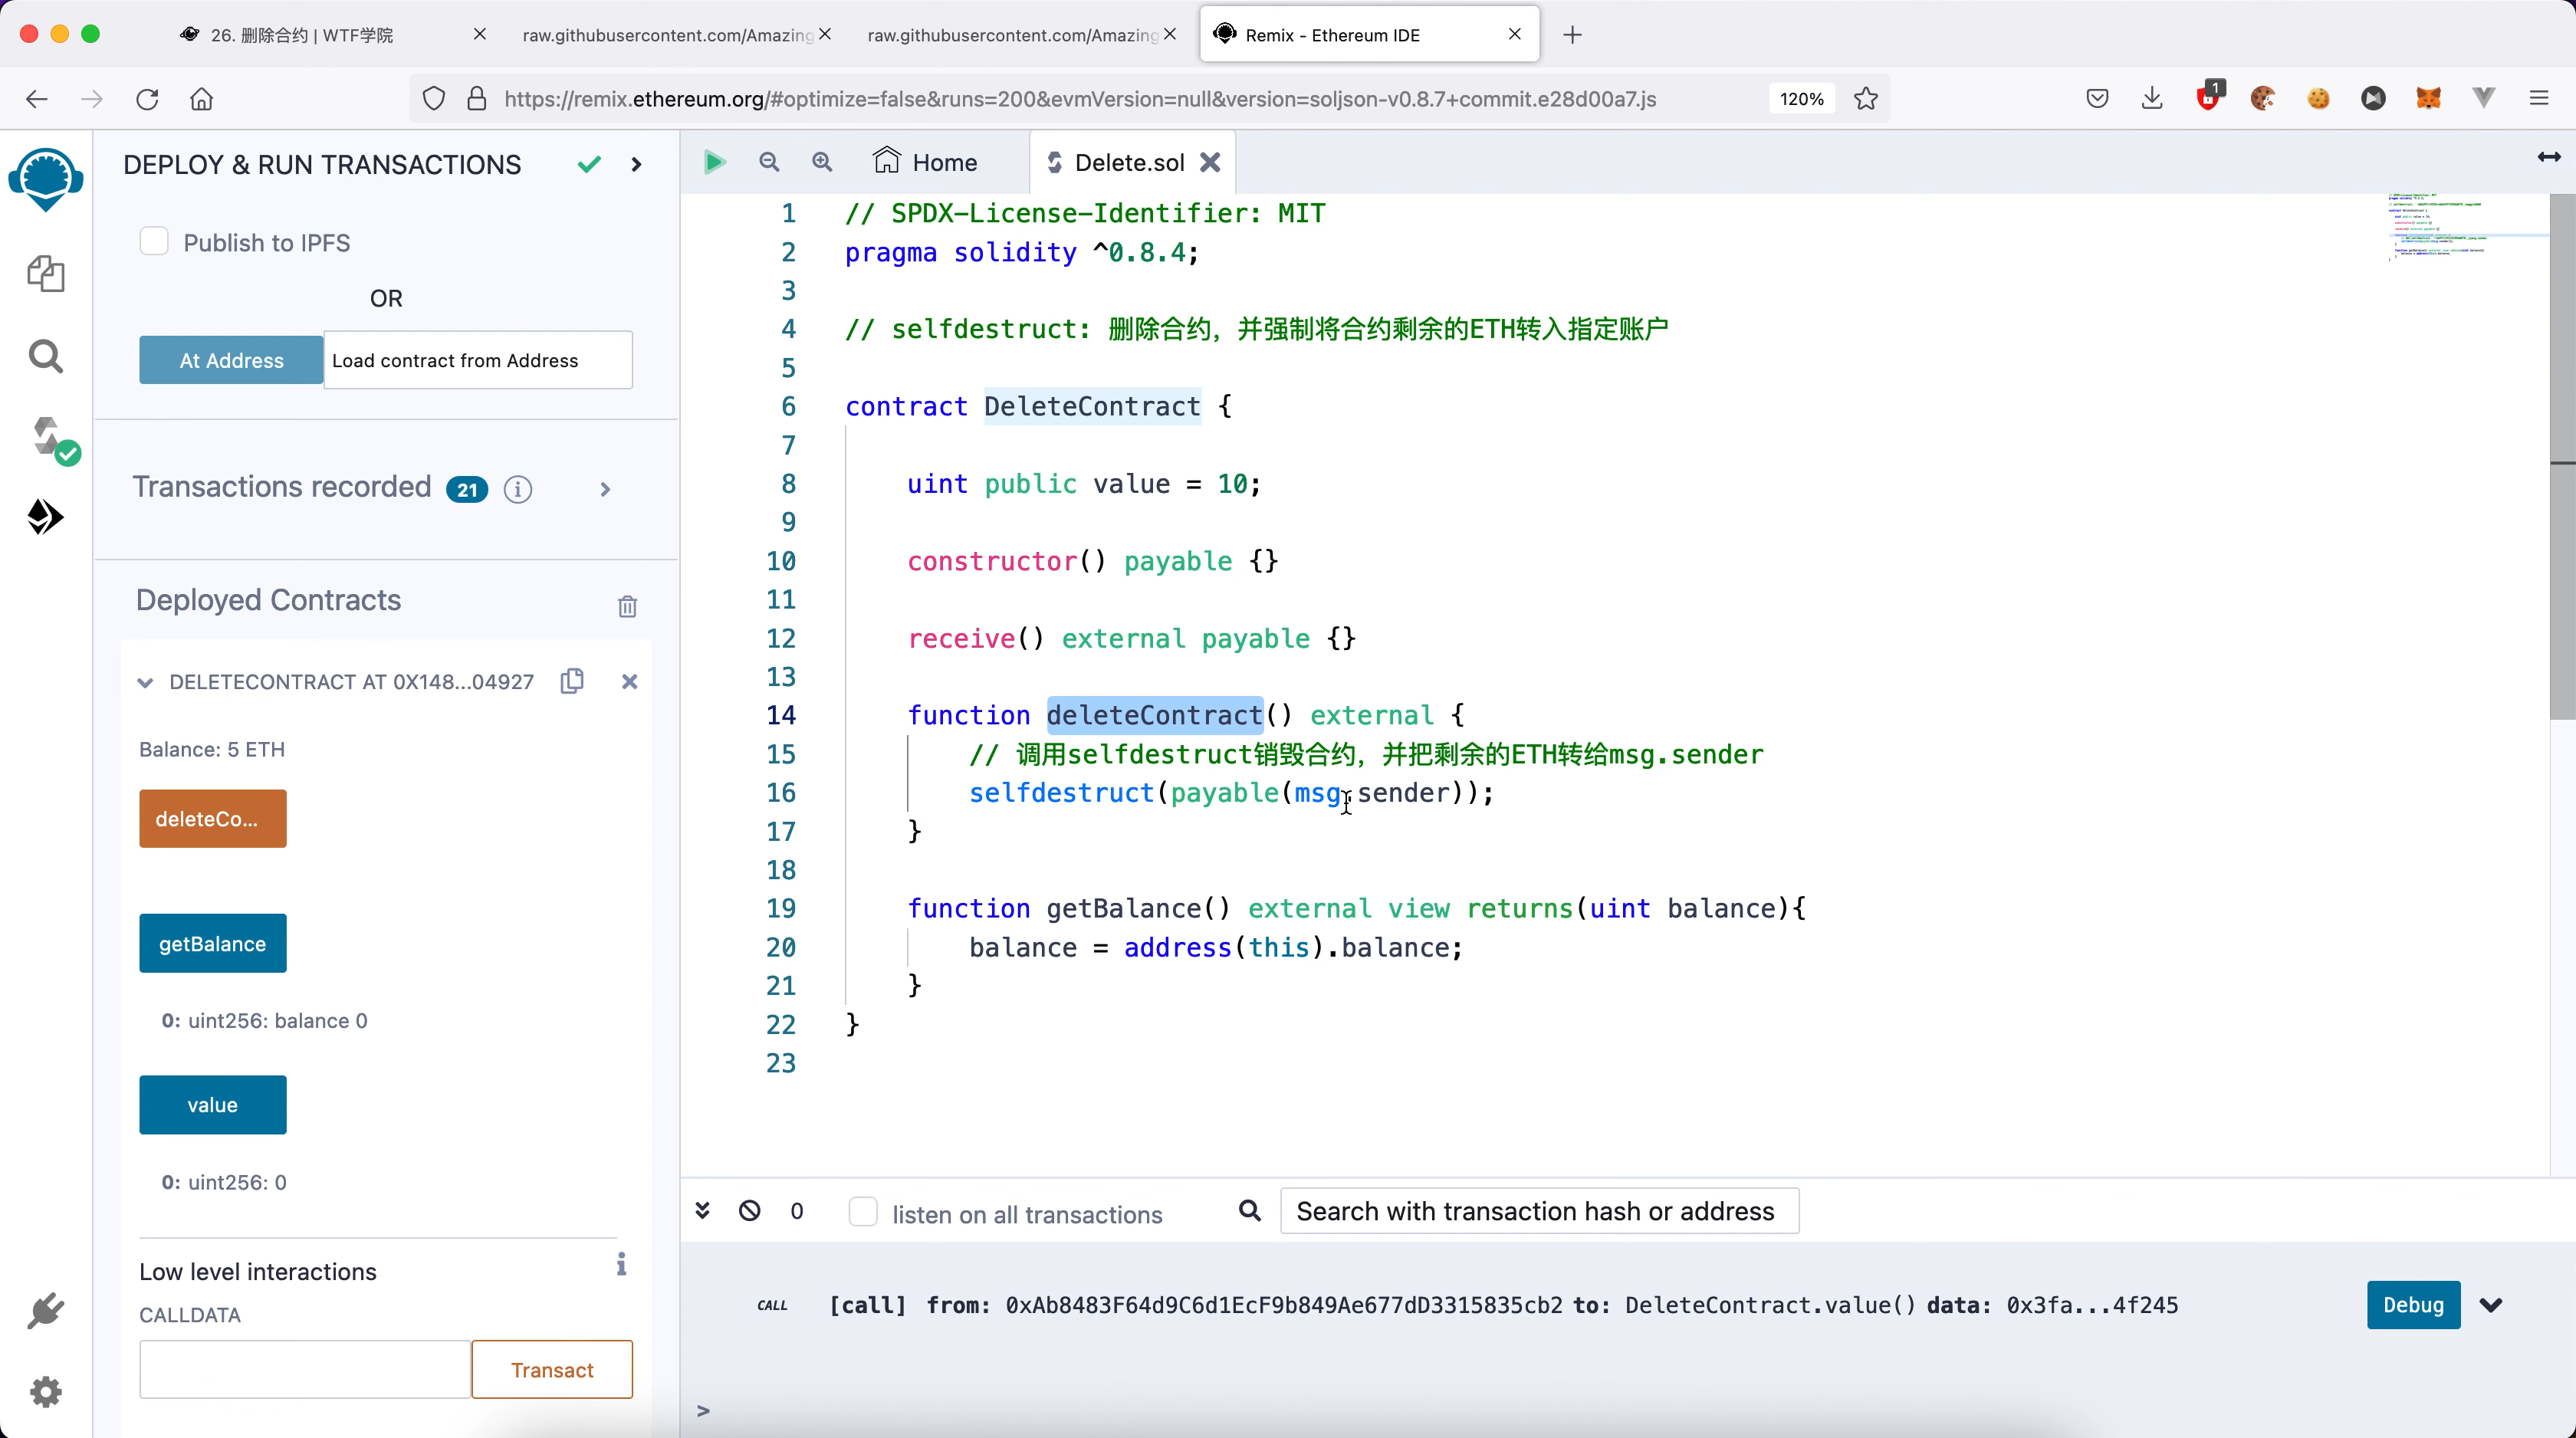 26. 删除合约 | WTF学院
raw.githubusercontent.com/Amazing
raw.githubusercontent.com/Amazing
Remix - Ethereum IDE
https://remix.ethereum.org/#optimize=false&runs=200&evmVersion=null&version=soljson-v0.8.7+commit.e28d00a7.js
120%
1
DEPLOY & RUN TRANSACTIONS
Publish to IPFS
OR
At Address
Load contract from Address
Transactions recorded 21
Deployed Contracts
DELETECONTRACT AT 0X148...04927
Balance: 5 ETH
deleteCo...
getBalance
0: uint256: balance 0
value
0: uint256: 0
Low level interactions
CALLDATA
Transact
Home
Delete.sol
1 // SPDX-License-Identifier: MIT
2 pragma solidity ^0.8.4;
3
4 // selfdestruct: 删除合约，并强制将合约剩余的ETH转入指定账户
5
6 contract DeleteContract {
7
8 uint public value = 10;
9
10 constructor() payable {}
11
12 receive() external payable {}
13
14 function deleteContract() external {
15 // 调用selfdestruct销毁合约，并把剩余的ETH转给msg.sender
16 selfdestruct(payable(msg.sender));
17 }
18
19 function getBalance() external view returns(uint balance){
20 balance = address(this).balance;
21 }
22 }
23
0
listen on all transactions
Search with transaction hash or address
CALL [call] from: 0xAb8483F64d9C6d1EcF9b849Ae677dD3315835cb2 to: DeleteContract.value() data: 0x3fa...4f245
Debug
>